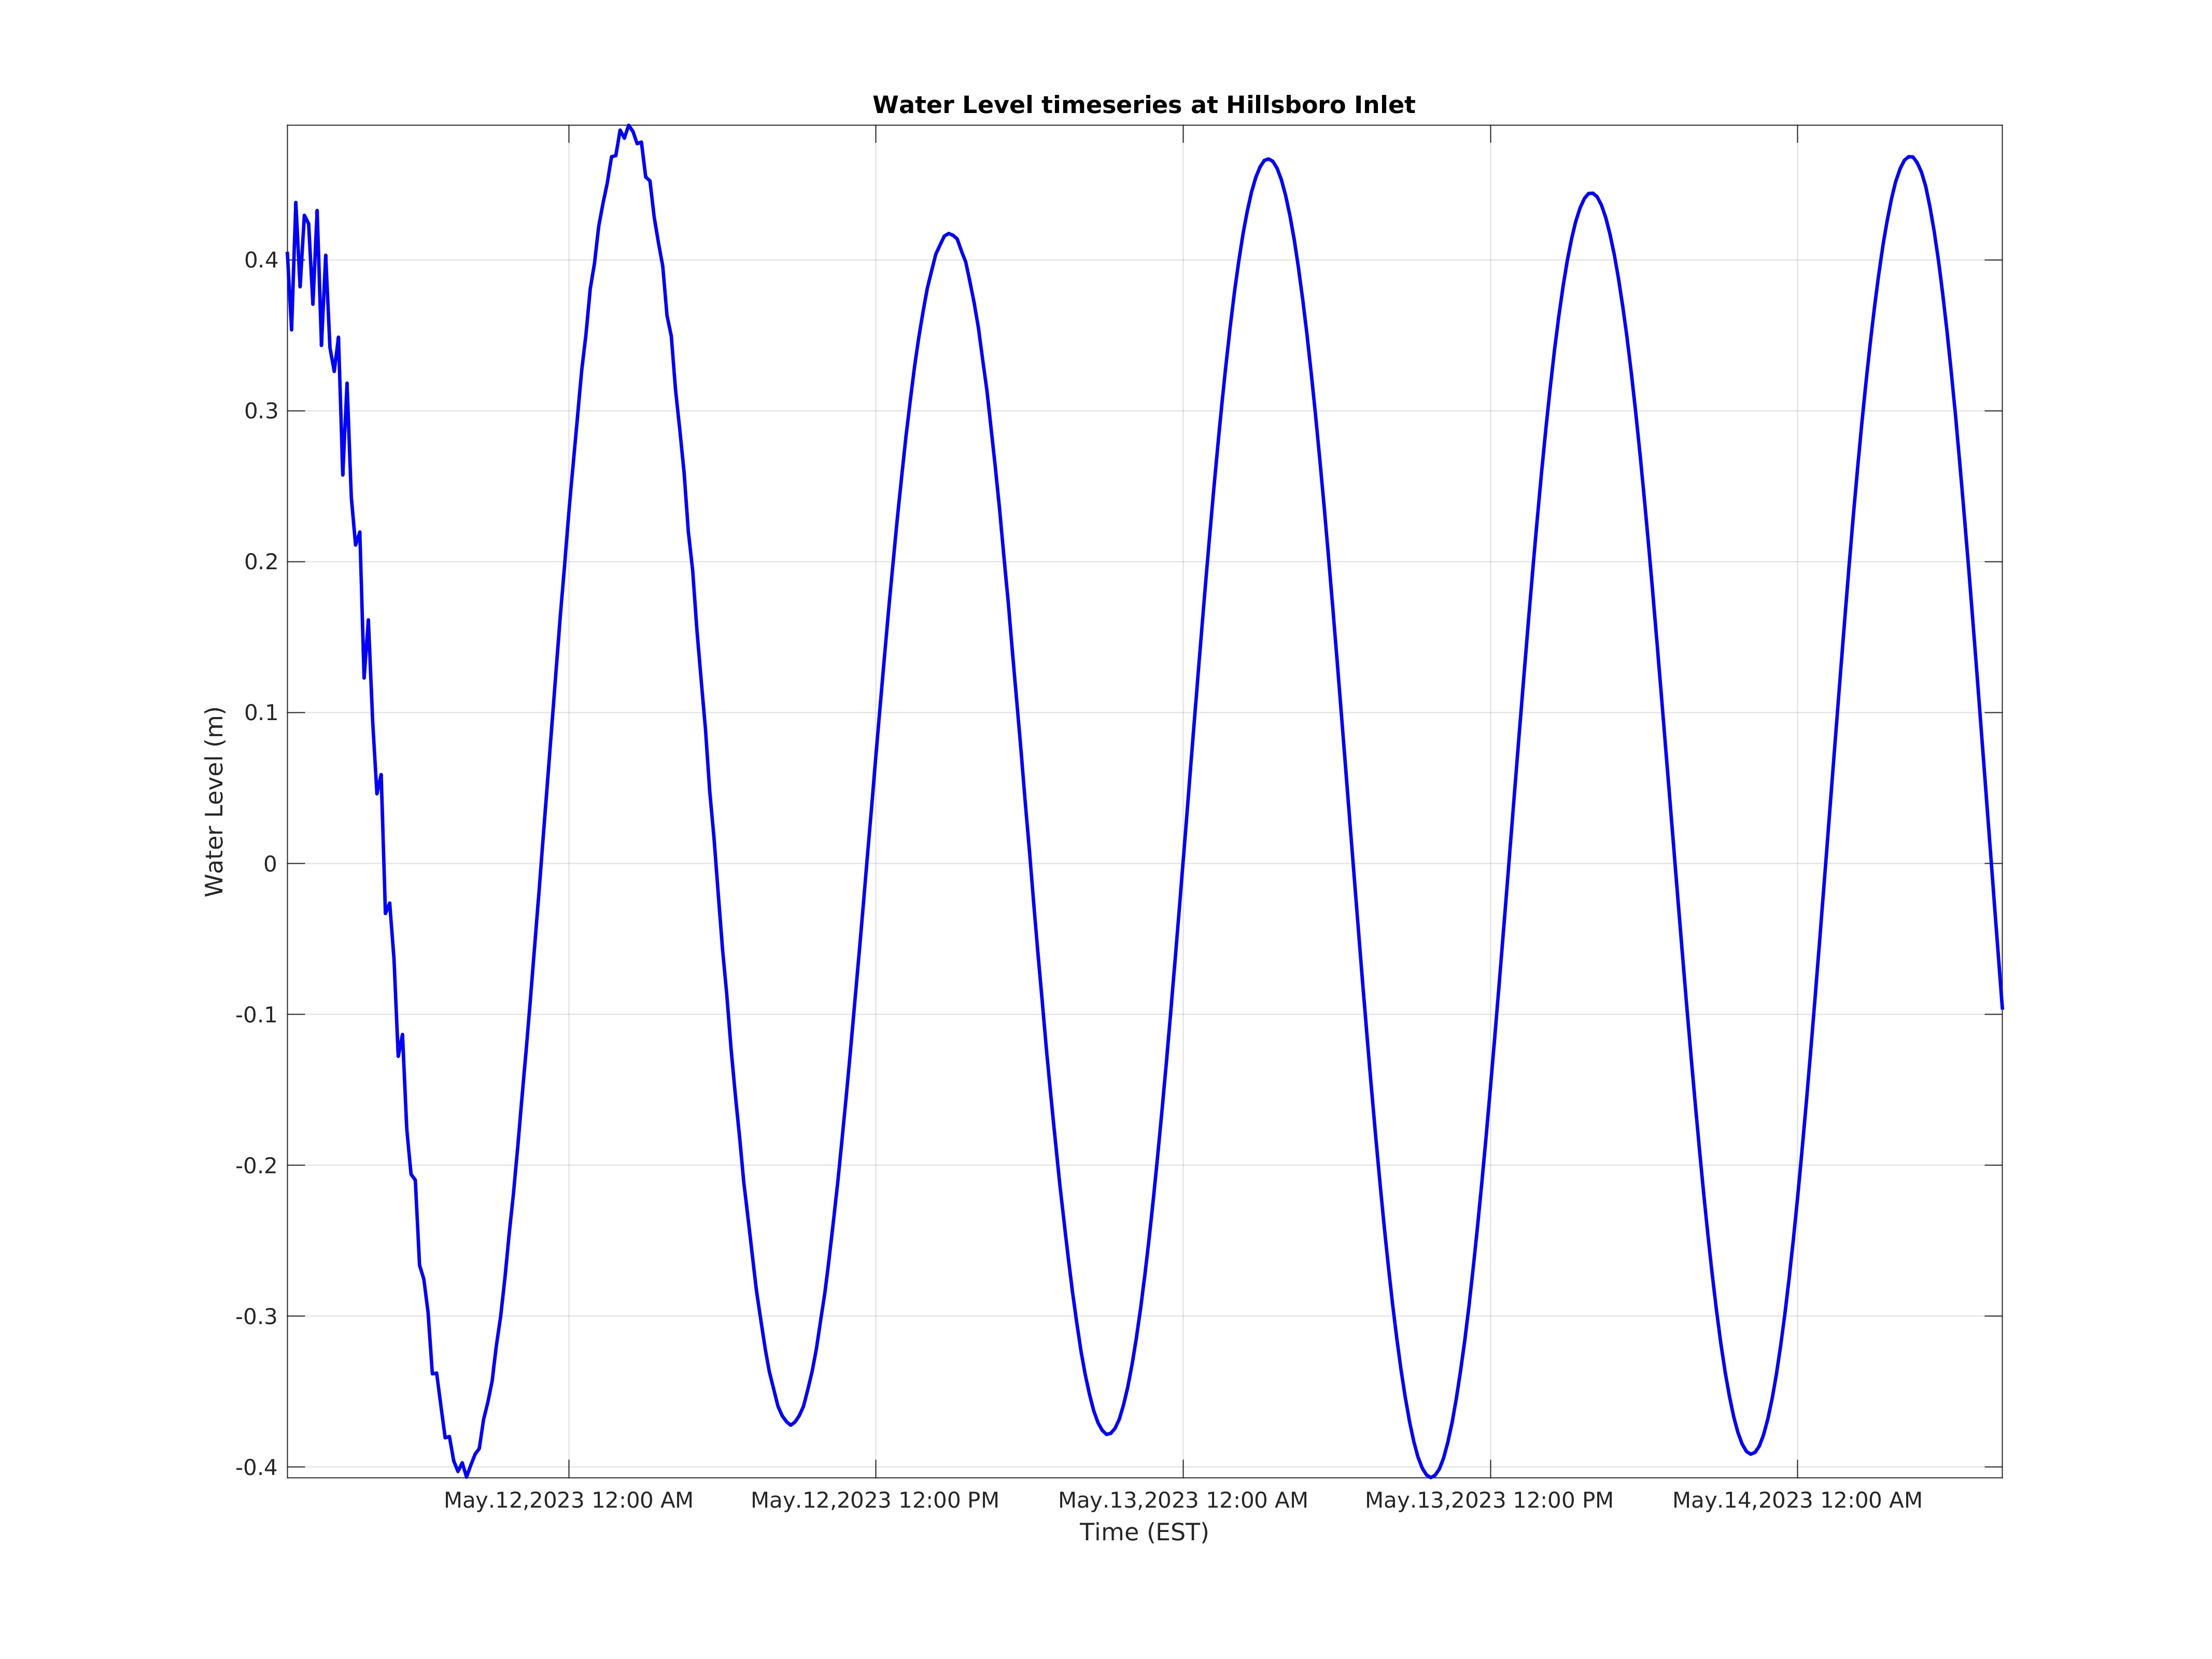 Water Level timeseries at Hillsboro Inlet
0.4
0.3
0.2
0.1
0
-0.1
-0.2
-0.3
-0.4
Water Level (m)
May.12,2023 12:00 AM
May.12,2023 12:00 PM
May.13,2023 12:00 AM
May.13,2023 12:00 PM
May.14,2023 12:00 AM
Time (EST)